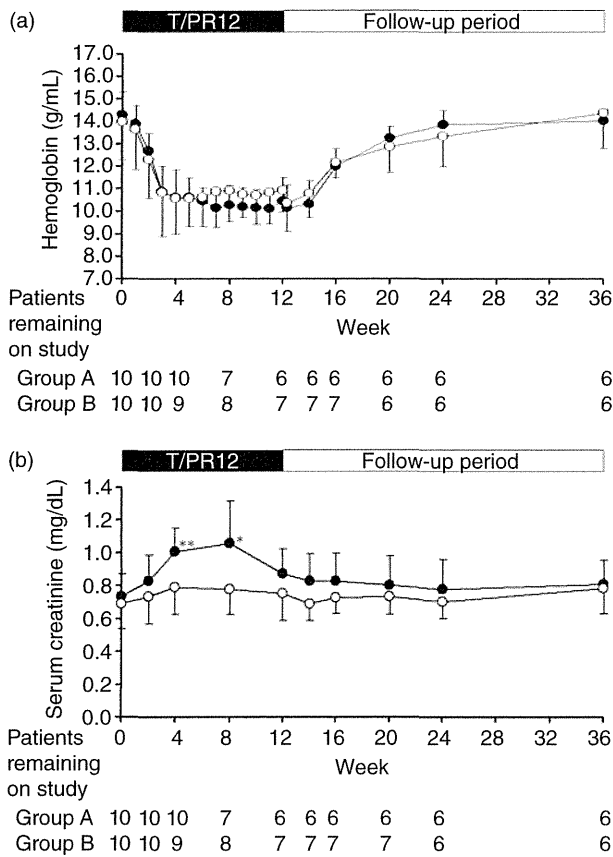 (a)
T/PR12 Follow-up period
Hemoglobin (g/mL)
17.0
16.0
15.0
14.0
13.0
12.0
11.0
10.0
9.0
8.0
7.0
0 4 8 12 16 20 24 28 32 36
Week
Patients
remaining
on study
Group A 10 10 10 7 6 6 6 6 6 6
Group B 10 10 9 8 7 7 7 6 6 6
(b)
T/PR12 Follow-up period
Serum creatinine (mg/dL)
1.4
1.2
1.0
0.8
0.6
0.4
0.2
0.0
** *
0 4 8 12 16 20 24 28 32 36
Week
Patients
remaining
on study
Group A 10 10 10 7 6 6 6 6 6 6
Group B 10 10 9 8 7 7 7 7 6 6